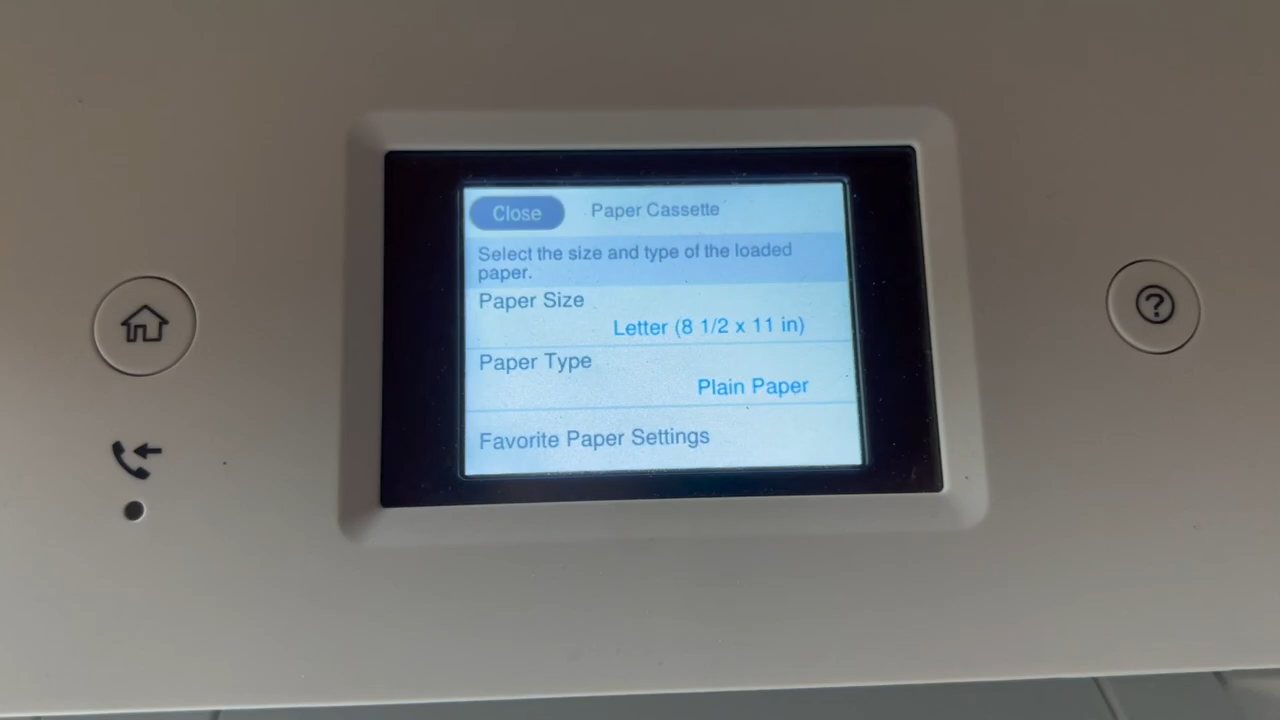 Close Paper Cassette
Select the size and type of the loaded
paper.
Paper Size
Letter (8 1/2 x 11 in)
Paper Type
Plain Paper
Favorite Paper Settings
?